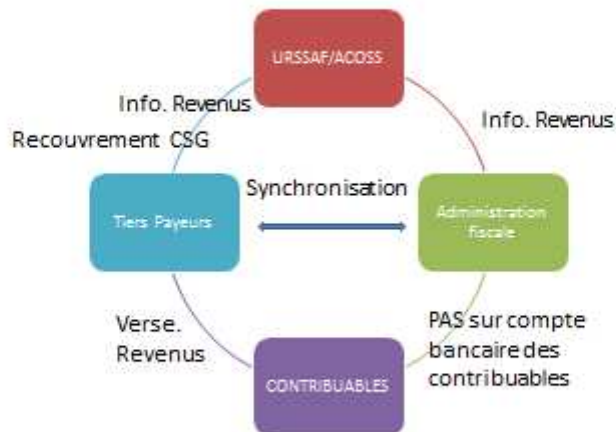 URSSAF/ACOSS
Info. Revenus
Info. Revenus
Recouvrement CSG
Synchronisation
Tiers Payeurs
Administration
fiscale
Verse.
Revenus
PAS sur compte
bancaire des
contribuables
CONTRIBUABLES